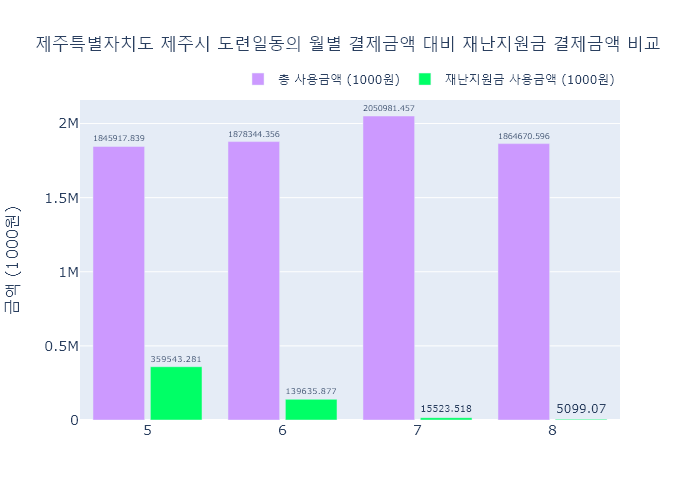 제주특별자치도 제주시 도련일동의 월별 결제금액 대비 재난지원금 결제금액 비교
총 사용금액 (1000원) 재난지원금 사용금액 (1000원)
금액 (1000원)
2M
1.5M
1M
0.5M
0
1845917.839
1878344.356
2050981.457
1864670.596
359543.281
139635.877
15523.518
5099.07
5 6 7 8